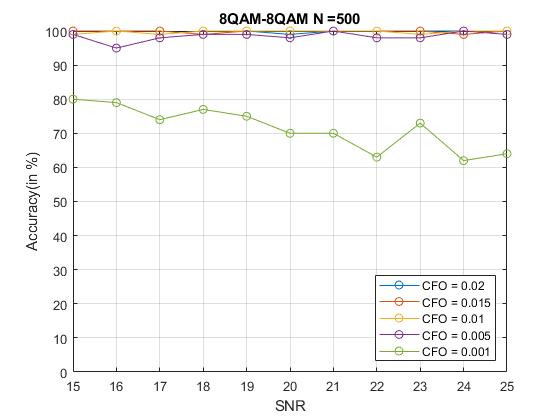 8QAM-8QAM N =500
100
90
80
70
60
50
40
30
20
10
0
Accuracy(in %)
15 16 17 18 19 20 21 22 23 24 25
SNR
CFO = 0.02
CFO = 0.015
CFO = 0.01
CFO = 0.005
CFO = 0.001